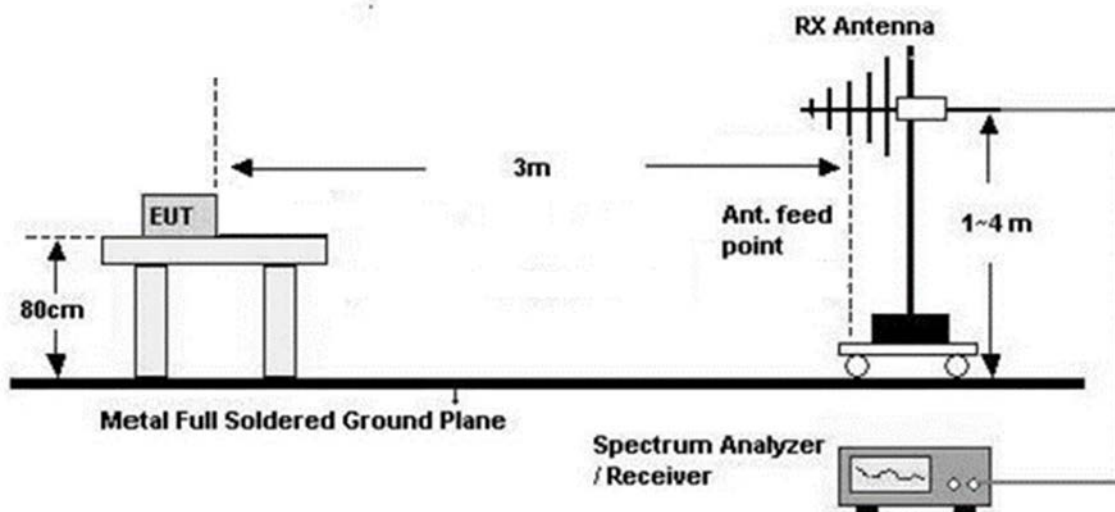 RX Antenna
3m
EUT
Ant. feed
point
1~4 m
80cm
Metal Full Soldered Ground Plane
Spectrum Analyzer
/ Receiver